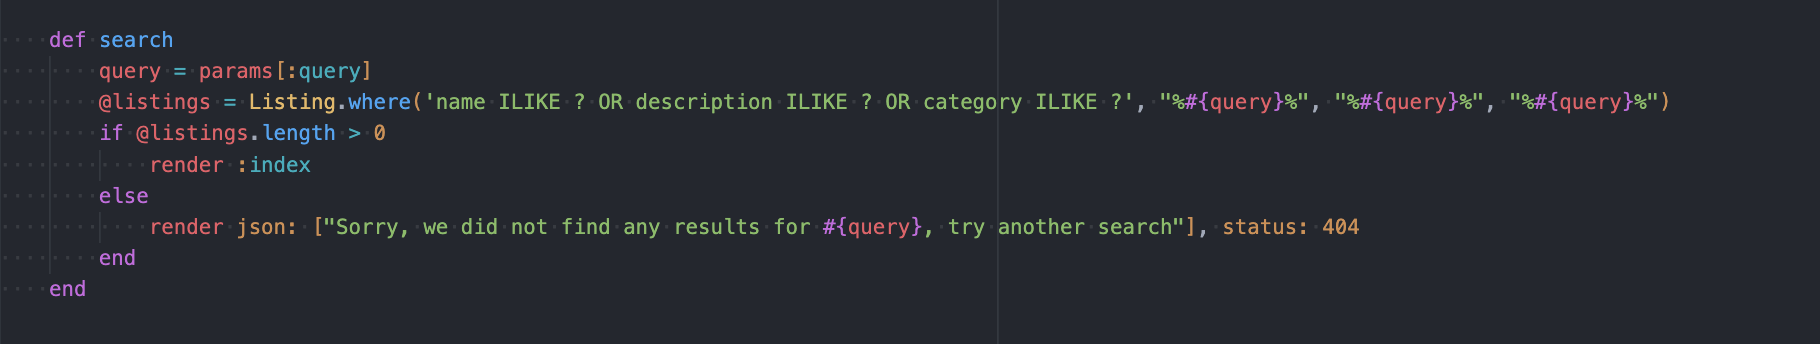 def search
query = params[:query]
@listings = Listing.where('name ILIKE ? OR description ILIKE ? OR category ILIKE ?', "%#{query}%", "%#{query}%", "%#{query}%")
if @listings.length > 0
render :index
else
render json: ["Sorry, we did not find any results for #{query}, try another search"], status: 404
end
end